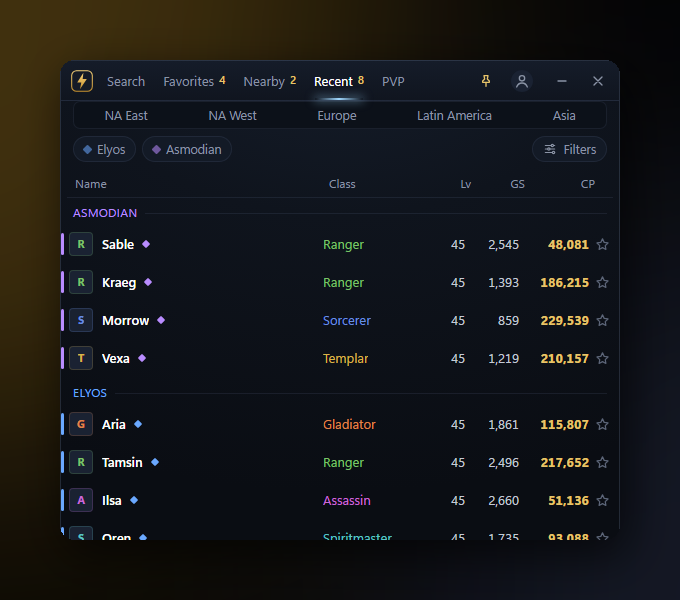 Search Favorites 4 Nearby 2 Recent 8 PVP
NA East NA West Europe Latin America Asia
Elyos Asmodian Filters
Name Class Lv GS CP
ASMODIAN
R Sable Ranger 45 2,545 48,081
R Kraeg Ranger 45 1,393 186,215
S Morrow Sorcerer 45 859 229,539
T Vexa Templar 45 1,219 210,157
ELYOS
G Aria Gladiator 45 1,861 115,807
R Tamsin Ranger 45 2,496 217,652
A Ilsa Assassin 45 2,660 51,136
S Oren Spiritmaster 45 1,735 93,088